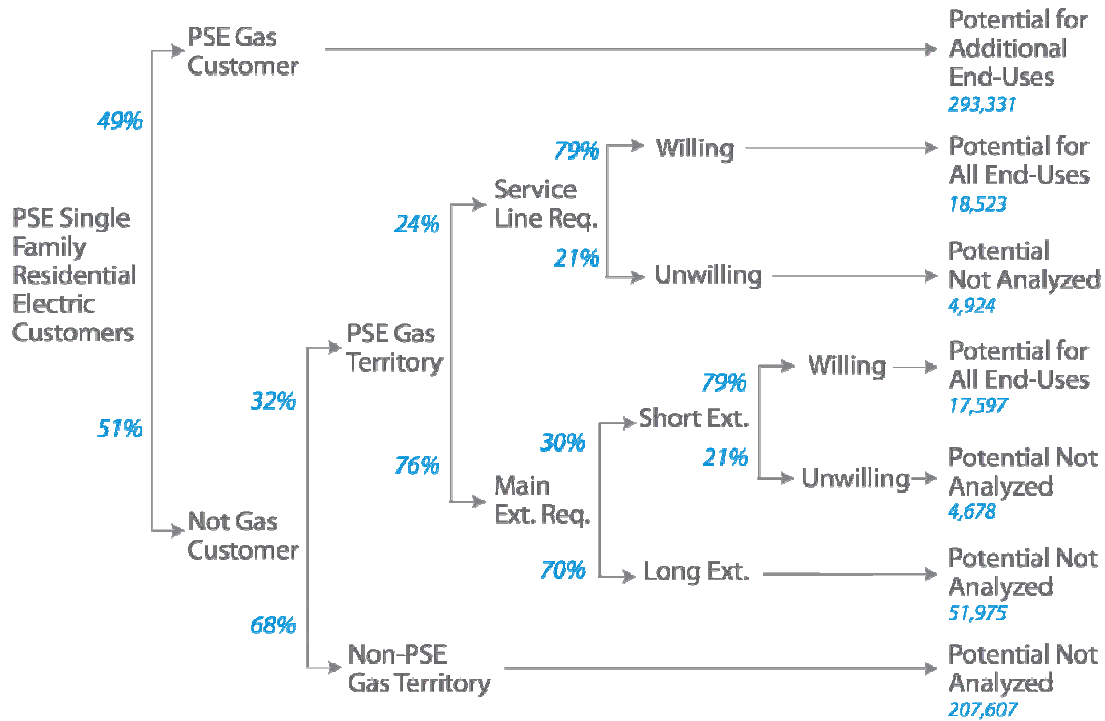 PSE Single
Family
Residential
Electric
Customers
49%
51%
PSE Gas
Customer
Not Gas
Customer
32%
68%
PSE Gas
Territory
Non-PSE
Gas Territory
24%
76%
Service
Line Req.
Main
Ext. Req.
79%
21%
Willing
Unwilling
30%
70%
Short Ext.
Long Ext.
79%
21%
Willing
Unwilling
Potential for
Additional
End-Uses
293,331
Potential for
All End-Uses
18,523
Potential
Not Analyzed
4,924
Potential for
All End-Uses
17,597
Potential Not
Analyzed
4,678
Potential Not
Analyzed
51,975
Potential Not
Analyzed
207,607